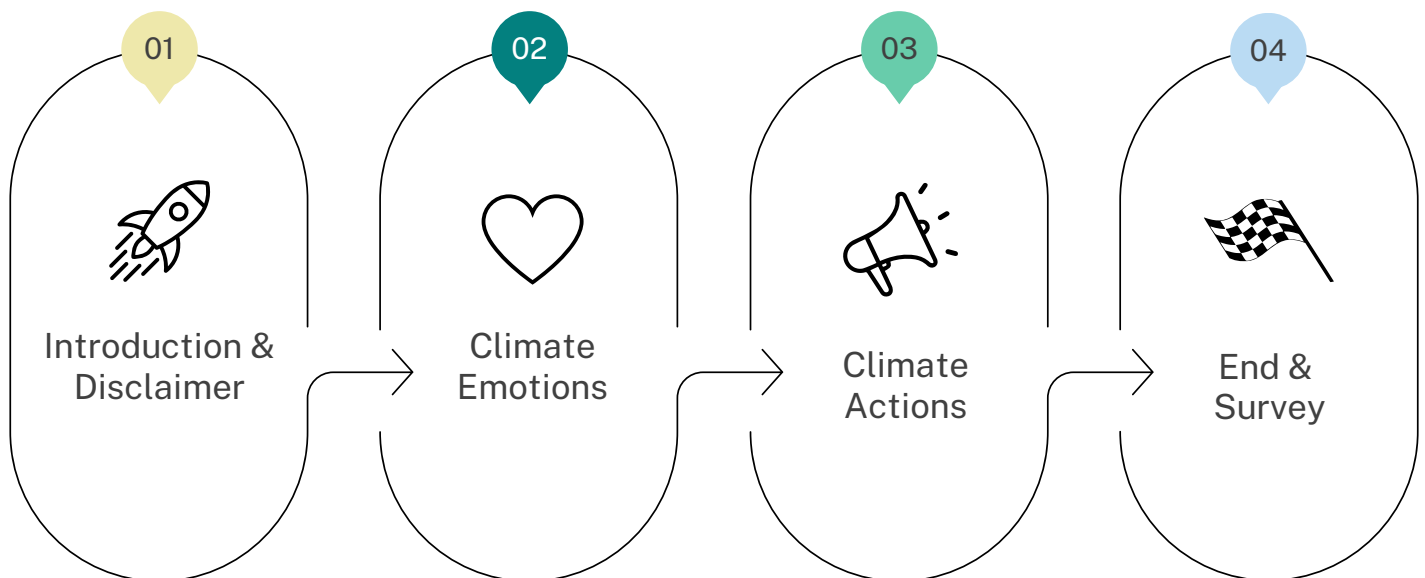 01
02
03
04
Introduction &
Disclaimer
Climate
Emotions
Climate
Actions
End &
Survey